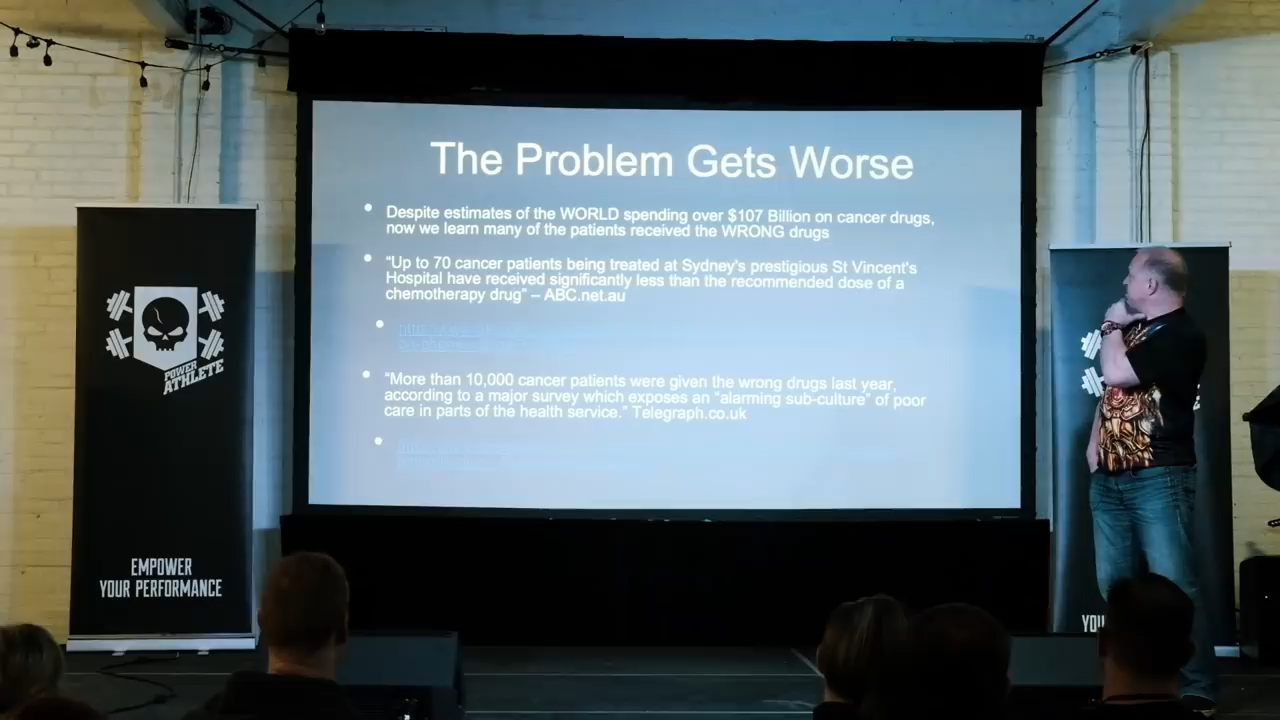 The Problem Gets Worse
• Despite estimates of the WORLD spending over $107 Billion on cancer drugs,
now we learn many of the patients received the WRONG drugs
• “Up to 70 cancer patients being treated at Sydney's prestigious St Vincent's
Hospital have received significantly less than the recommended dose of a
chemotherapy drug” – ABC.net.au
• “More than 10,000 cancer patients were given the wrong drugs last year,
according to a major survey which exposes an “alarming sub-culture” of poor
care in parts of the health service.” Telegraph.co.uk
POWER
ATHLETE
EMPOWER
YOUR PERFORMANCE